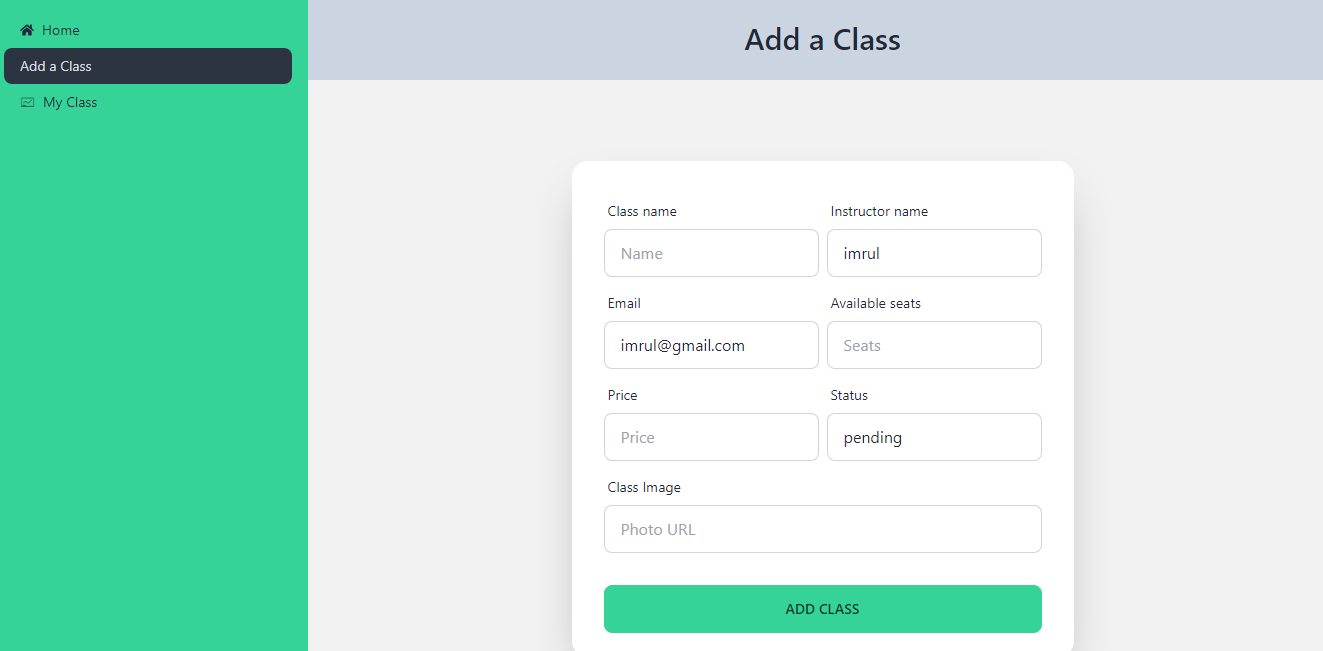 Home
Add a Class
My Class
Add a Class
Class name Instructor name
Name imrul
Email Available seats
imrul@gmail.com Seats
Price Status
Price pending
Class Image
Photo URL
ADD CLASS